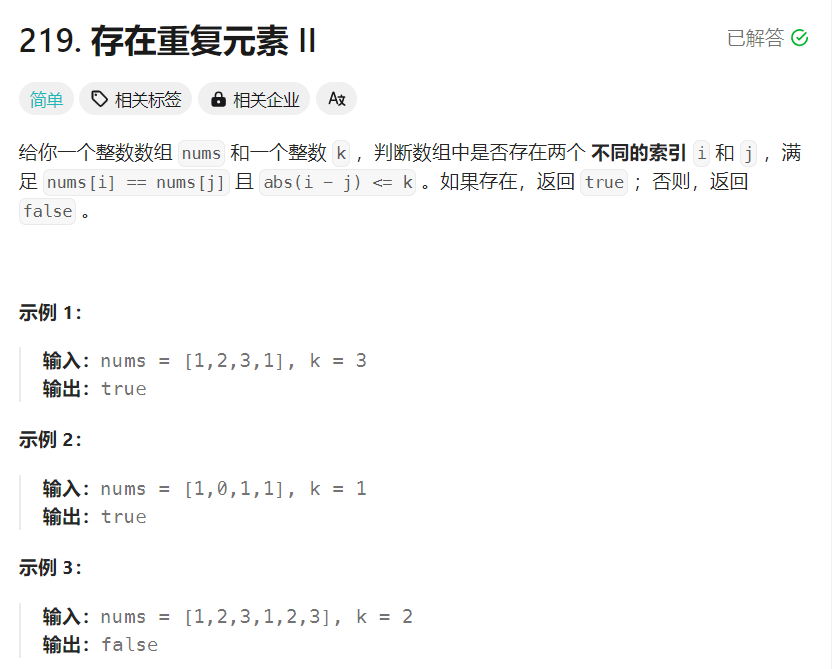 219. 存在重复元素 II
已解答
简单 相关标签 相关企业 Aあ
给你一个整数数组 nums 和一个整数 k ，判断数组中是否存在两个 不同的索引 i 和 j ，满
足 nums[i] == nums[j] 且 abs(i - j) <= k 。如果存在，返回 true ；否则，返回
false 。
示例 1：
输入：nums = [1,2,3,1], k = 3
输出：true
示例 2：
输入：nums = [1,0,1,1], k = 1
输出：true
示例 3：
输入：nums = [1,2,3,1,2,3], k = 2
输出：false